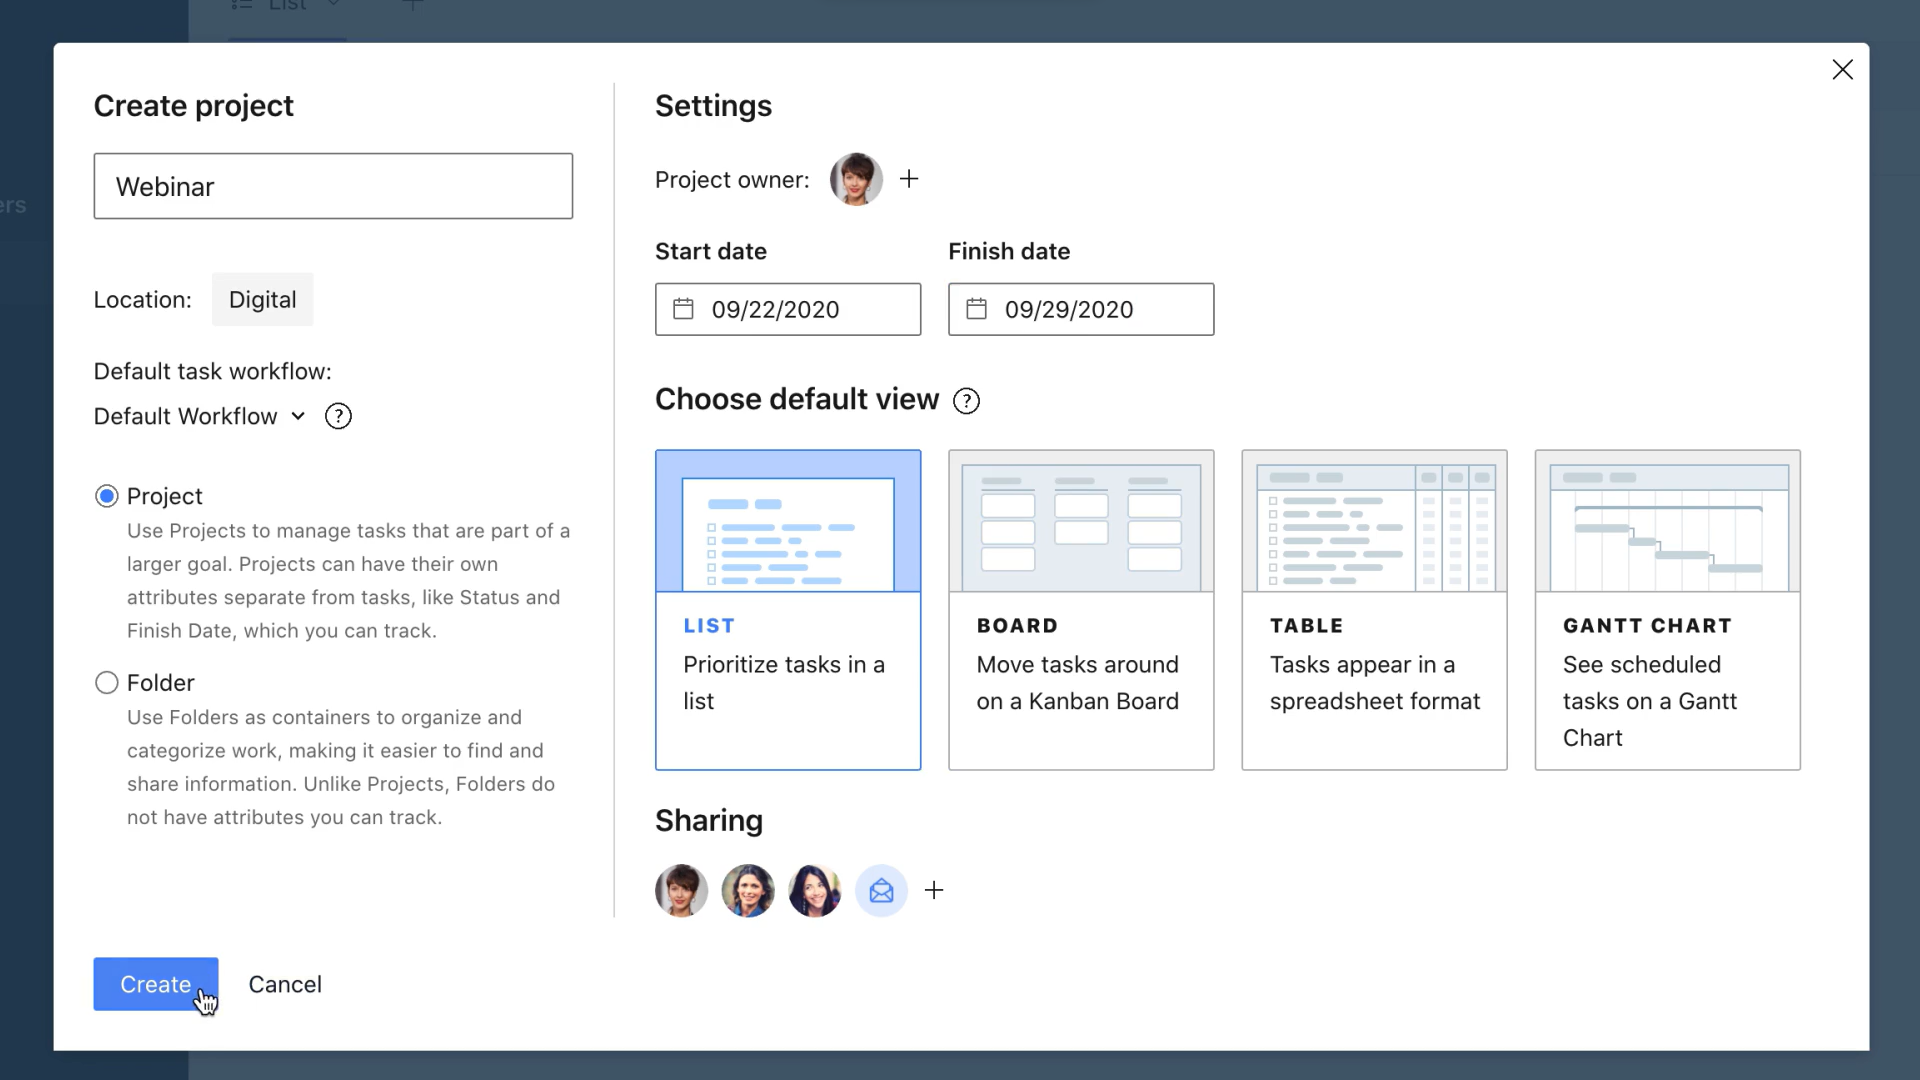 List
ers
Create project
Webinar
Location: Digital
Default task workflow:
Default Workflow
Project
Use Projects to manage tasks that are part of a
larger goal. Projects can have their own
attributes separate from tasks, like Status and
Finish Date, which you can track.
Folder
Use Folders as containers to organize and
categorize work, making it easier to find and
share information. Unlike Projects, Folders do
not have attributes you can track.
Create Cancel
Settings
Project owner:
Start date Finish date
09/22/2020 09/29/2020
Choose default view ?
LIST
Prioritize tasks in a
list
BOARD
Move tasks around
on a Kanban Board
TABLE
Tasks appear in a
spreadsheet format
GANTT CHART
See scheduled
tasks on a Gantt
Chart
Sharing